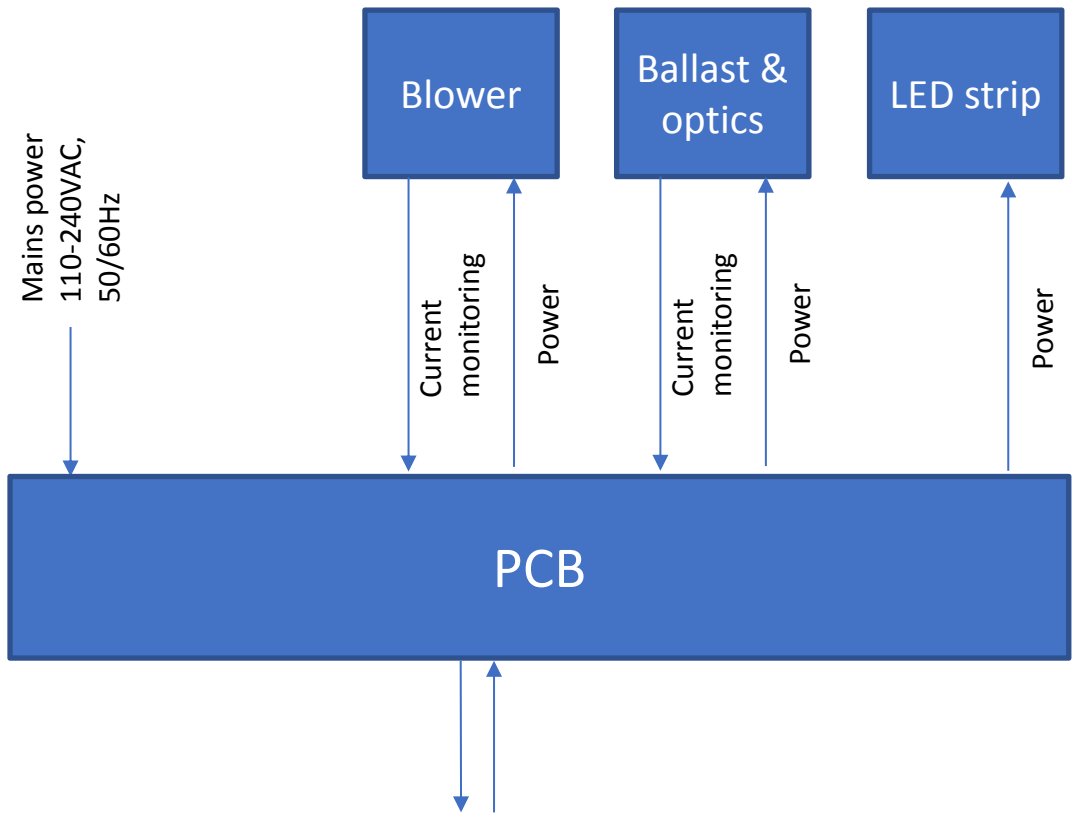 Blower
Ballast &
optics
LED strip
Mains power
110-240VAC,
50/60Hz
Current
monitoring
Power
Current
monitoring
Power
Power
PCB